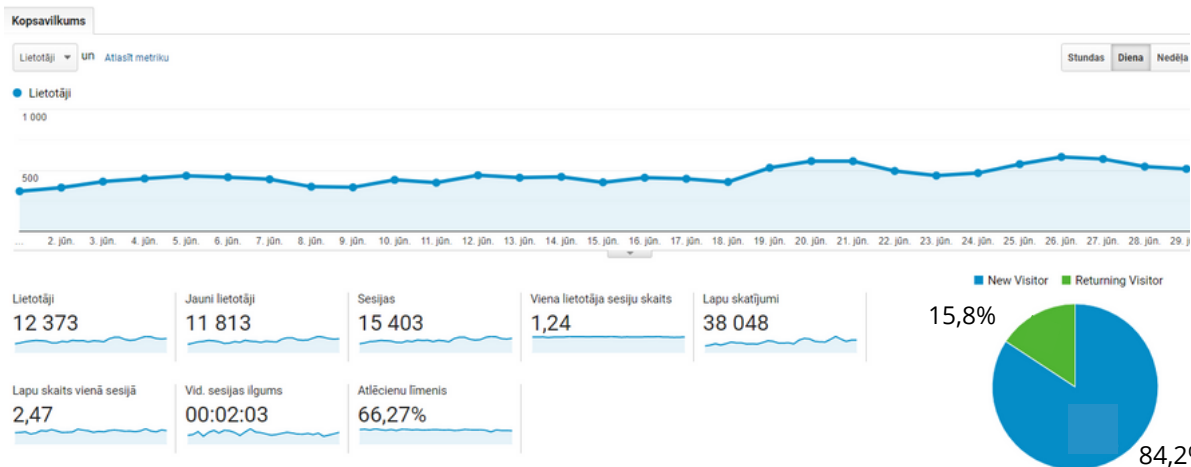 Kopsavilkums
Lietotāji un Atlasīt metriku
Stundas Diena Nedēļa
Lietotāji
1 000
500
... 2. jūn. 3. jūn. 4. jūn. 5. jūn. 6. jūn. 7. jūn. 8. jūn. 9. jūn. 10. jūn. 11. jūn. 12. jūn. 13. jūn. 14. jūn. 15. jūn. 16. jūn. 17. jūn. 18. jūn. 19. jūn. 20. jūn. 21. jūn. 22. jūn. 23. jūn. 24. jūn. 25. jūn. 26. jūn. 27. jūn. 28. jūn. 29. j
New Visitor Returning Visitor
Lietotāji Jauni lietotāji Sesijas Viena lietotāja sesiju skaits Lapu skatījumi
12 373 11 813 15 403 1,24 38 048
15,8%
Lapu skaits vienā sesijā Vid. sesijas ilgums Atlēcienu līmenis
2,47 00:02:03 66,27%
84,2